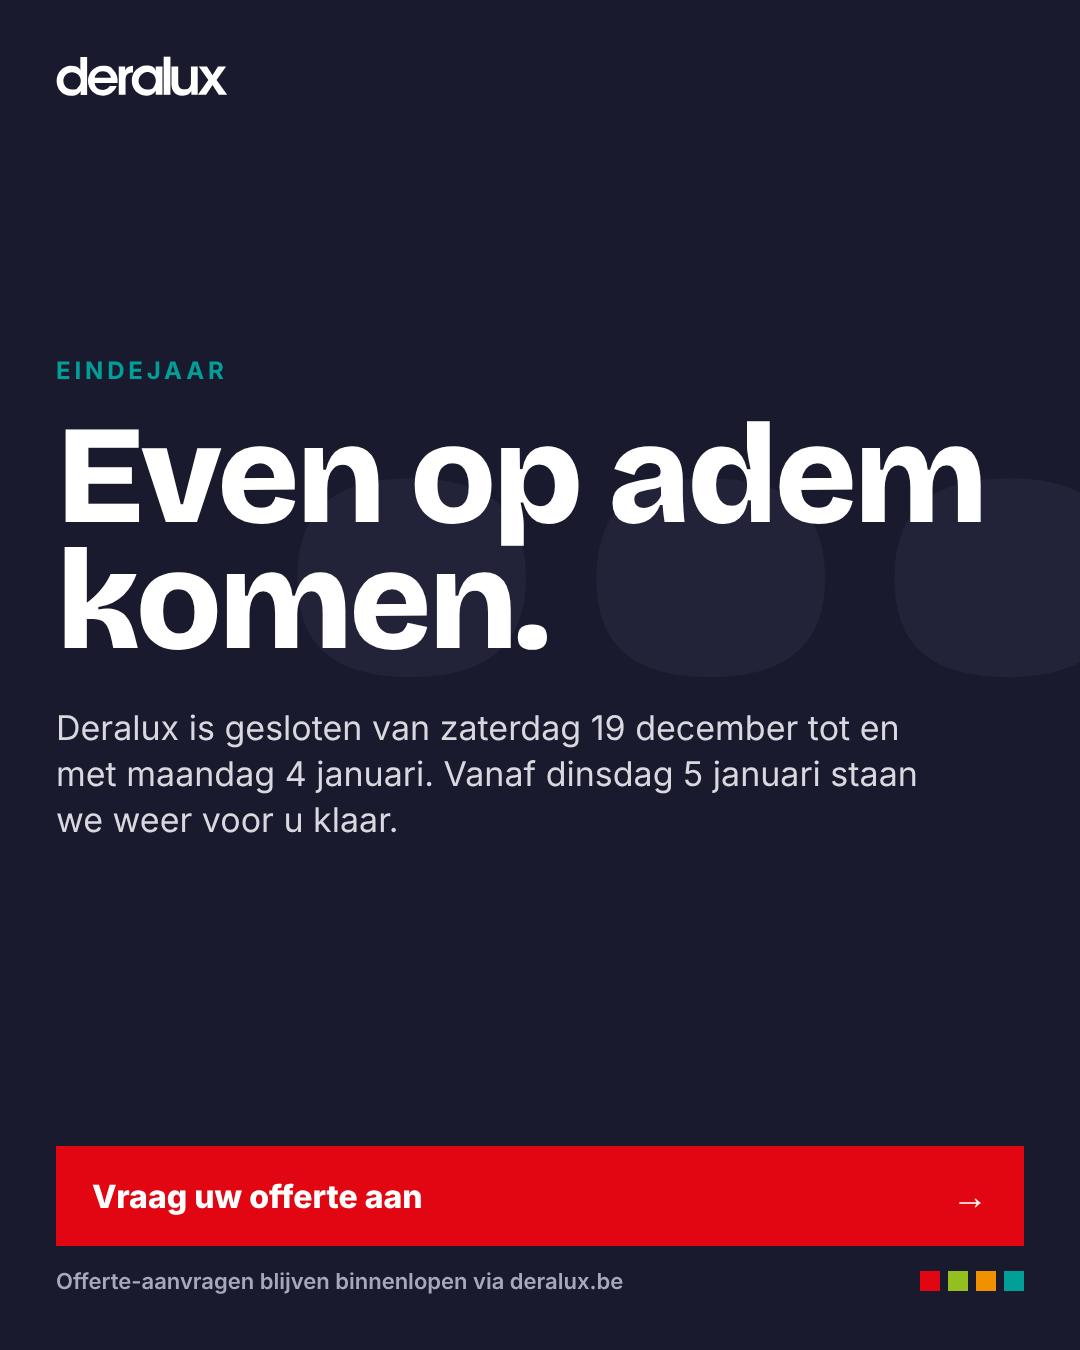 deralux
EINDEJAAR
Even op adem
komen.
Deralux is gesloten van zaterdag 19 december tot en
met maandag 4 januari. Vanaf dinsdag 5 januari staan
we weer voor u klaar.
Vraag uw offerte aan →
Offerte-aanvragen blijven binnenlopen via deralux.be